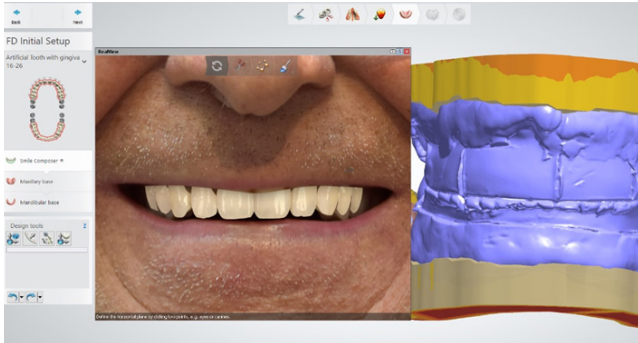 Back
Next
FD Initial Setup
Artificial Tooth with gingiva
16-26
RealView
Smile Composer
Maxillary base
Mandibular base
Design tools
Define the horizontal plane by clicking two points, e.g. eyes or canines.